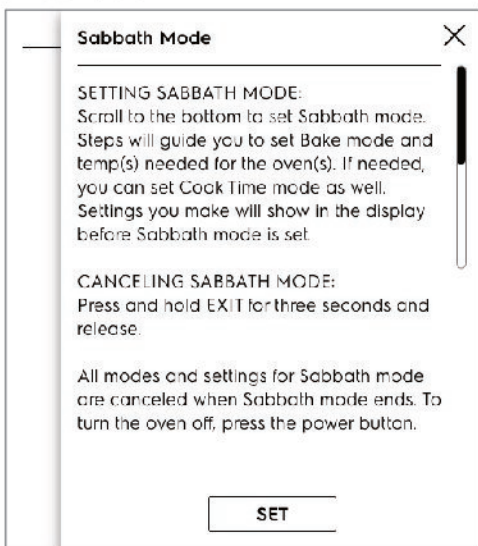 Sabbath Mode
SETTING SABBATH MODE:
Scroll to the bottom to set Sabbath mode.
Steps will guide you to set Bake mode and
temp(s) needed for the oven(s). If needed,
you can set Cook Time mode as well.
Settings you make will show in the display
before Sabbath mode is set.
CANCELING SABBATH MODE:
Press and hold EXIT for three seconds and
release.
All modes and settings for Sabbath mode
are canceled when Sabbath mode ends. To
turn the oven off, press the power button.
SET